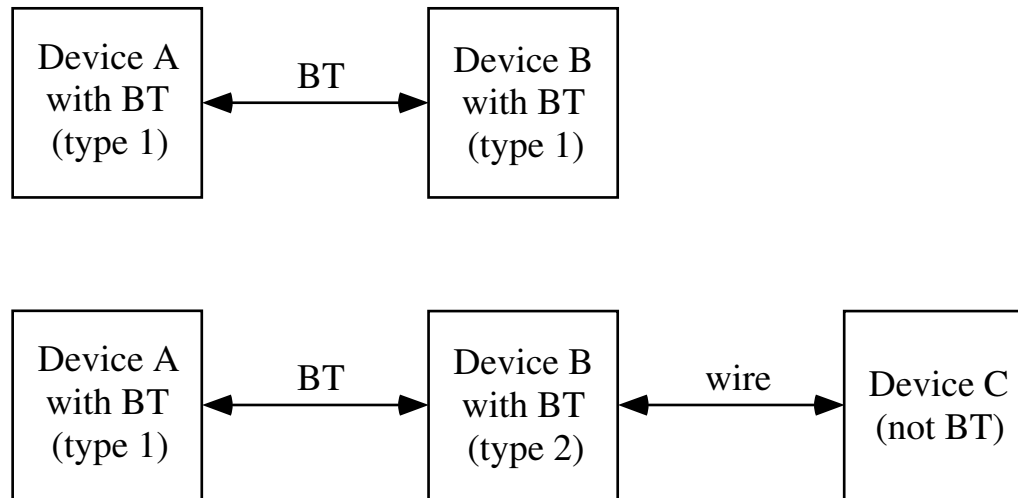 Device A
with BT
(type 1)
BT
Device B
with BT
(type 1)
Device A
with BT
(type 1)
BT
Device B
with BT
(type 2)
wire
Device C
(not BT)